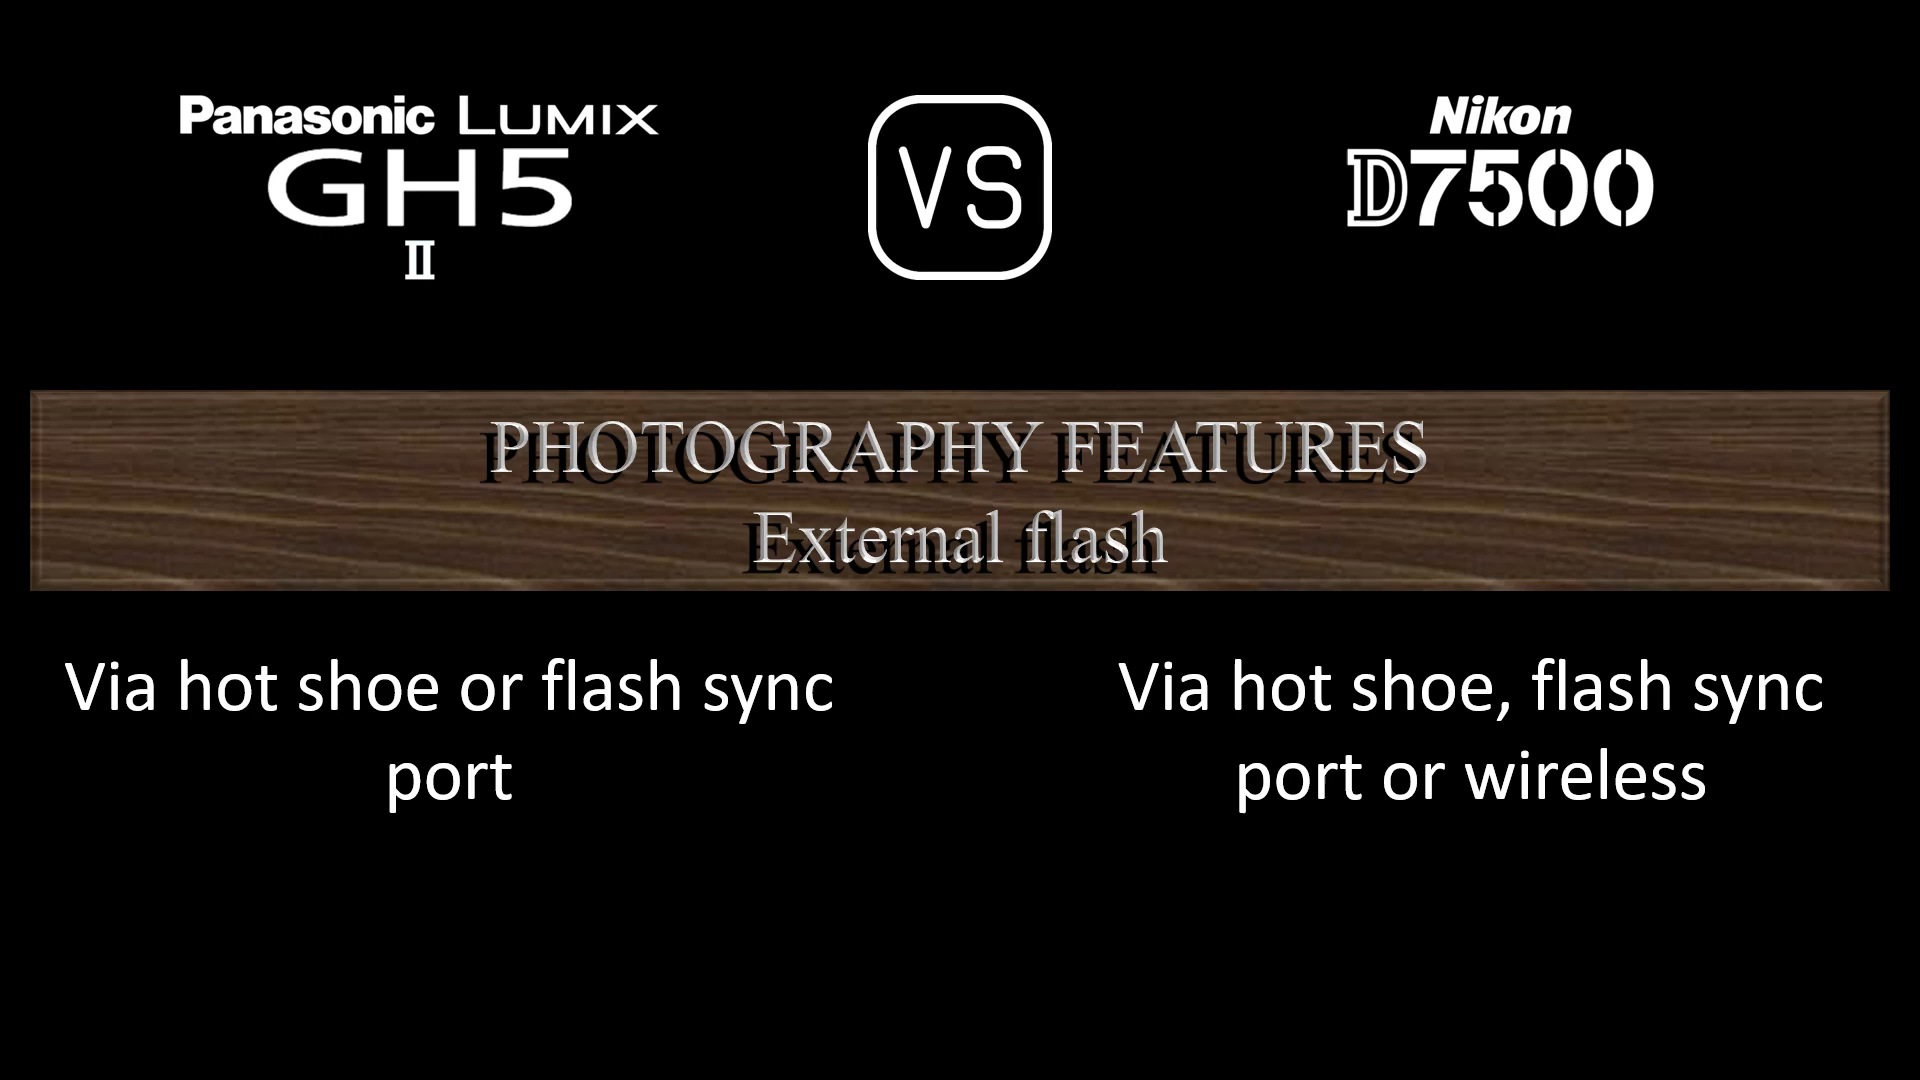 Panasonic LUMIX
GH5
II
VS
Nikon
D7500
PHOTOGRAPHY FEATURES
External flash
Via hot shoe or flash sync
port
Via hot shoe, flash sync
port or wireless